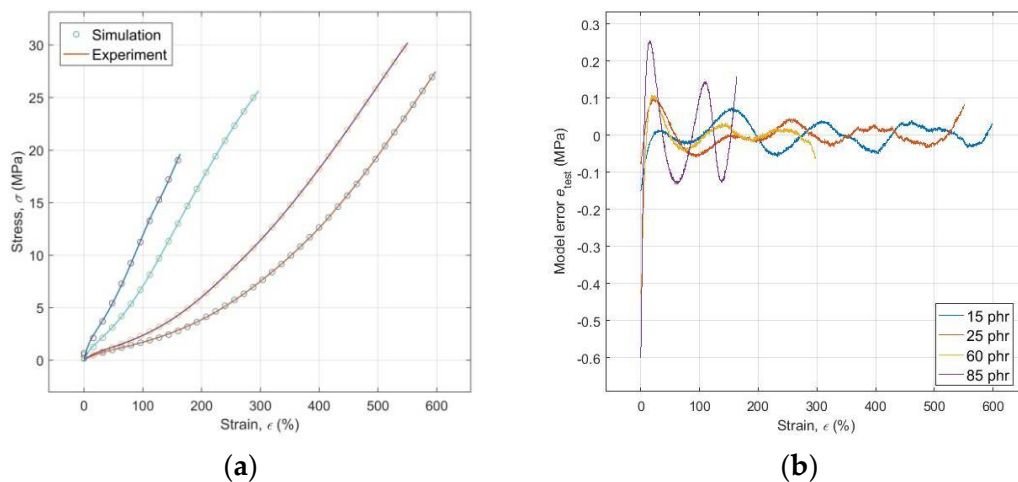 Simulation
Experiment
30
25
20
15
10
5
0
Stress, σ (MPa)
0 100 200 300 400 500 600
Strain, ϵ (%)
(a)
0.3
0.2
0.1
0
-0.1
-0.2
-0.3
-0.4
-0.5
-0.6
Model error e_test (MPa)
15 phr
25 phr
60 phr
85 phr
0 100 200 300 400 500 600
Strain, ϵ (%)
(b)